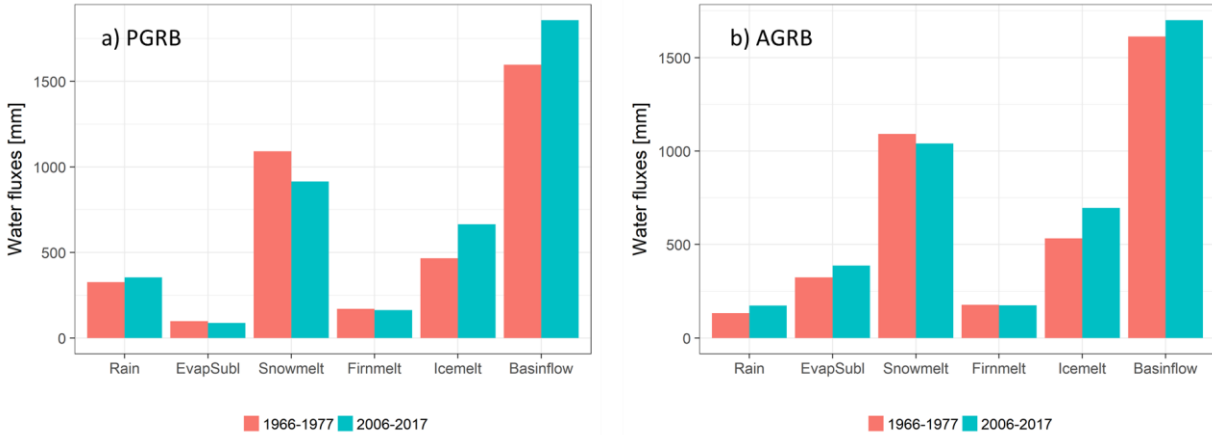 a) PGRB
Water fluxes [mm]
1500
1000
500
0
Rain EvapSubl Snowmelt Firnmelt Icemelt Basinflow
1966-1977 2006-2017
b) AGRB
Water fluxes [mm]
1500
1000
500
0
Rain EvapSubl Snowmelt Firnmelt Icemelt Basinflow
1966-1977 2006-2017